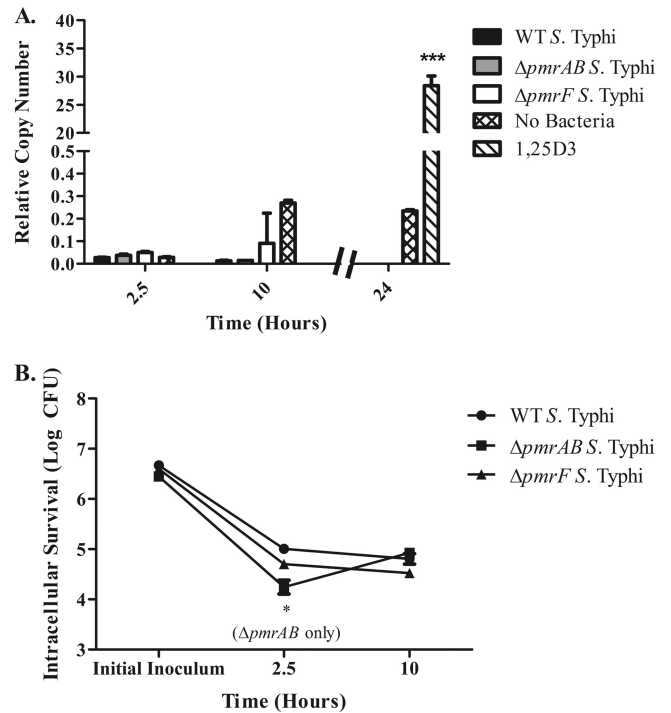 A.
Relative Copy Number
40
30
20
10
0.5
0.4
0.3
0.2
0.1
0.0
***
2.5
10
24
Time (Hours)
WT S. Typhi
ΔpmrAB S. Typhi
ΔpmrF S. Typhi
No Bacteria
1,25D3
B.
Intracellular Survival (Log CFU)
8
7
6
5
4
3
*
(ΔpmrAB only)
Initial Inoculum
2.5
10
Time (Hours)
WT S. Typhi
ΔpmrAB S. Typhi
ΔpmrF S. Typhi